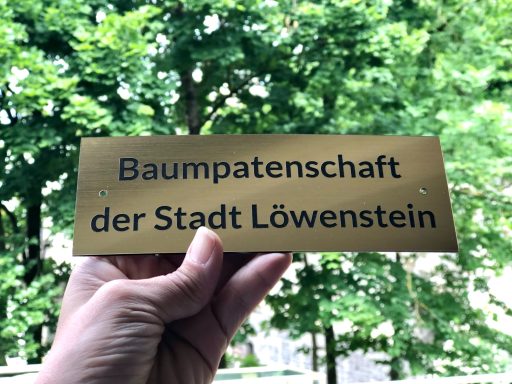 Baumpatenschaft
der Stadt Löwenstein